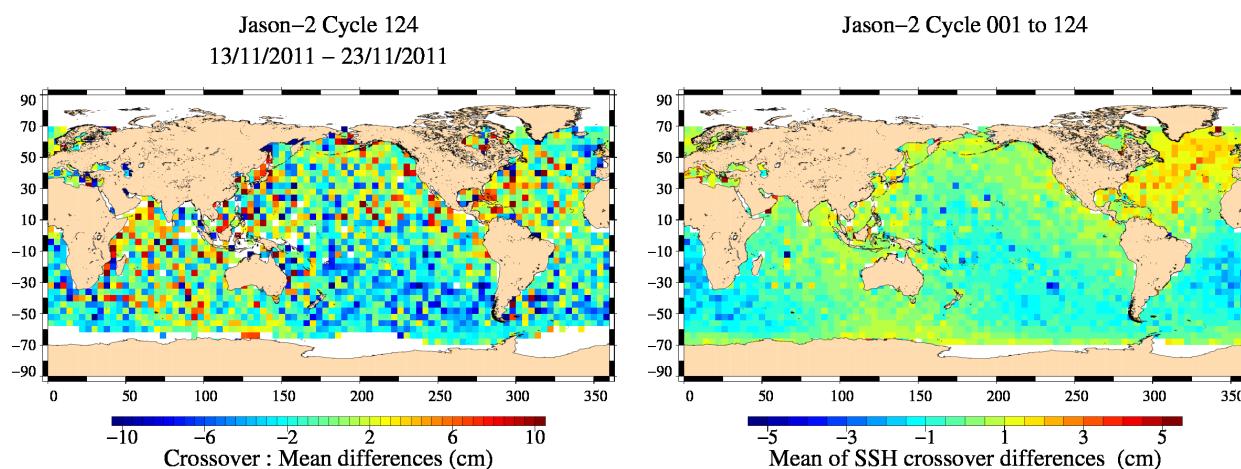 Jason−2 Cycle 124
13/11/2011 − 23/11/2011
90
70
50
30
10
−10
−30
−50
−70
−90
0 50 100 150 200 250 300 350
−10 −6 −2 2 6 10
Crossover : Mean differences (cm)
Jason−2 Cycle 001 to 124
90
70
50
30
10
−10
−30
−50
−70
−90
0 50 100 150 200 250 300 350
−5 −3 −1 1 3 5
Mean of SSH crossover differences (cm)